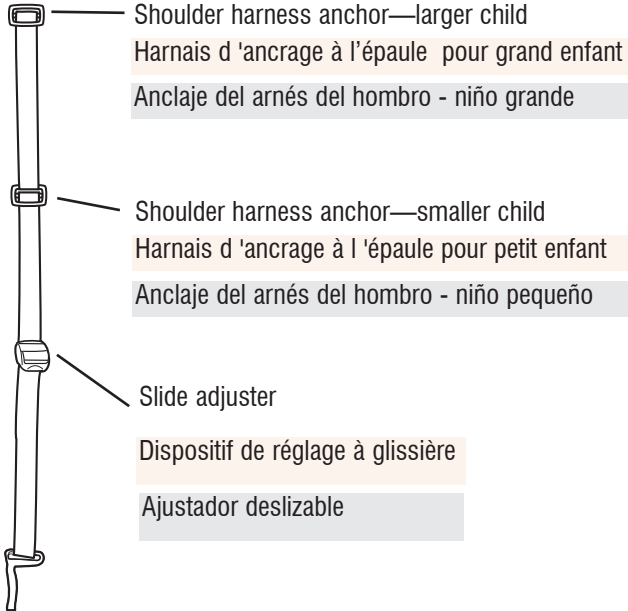 Shoulder harness anchor—larger child
Harnais d 'ancrage à l’épaule  pour grand enfant
Anclaje del arnés del hombro - niño grande
Shoulder harness anchor—smaller child
Harnais d 'ancrage à l 'épaule pour petit enfant
Anclaje del arnés del hombro - niño pequeño
Slide adjuster
Dispositif de réglage à glissière
Ajustador deslizable